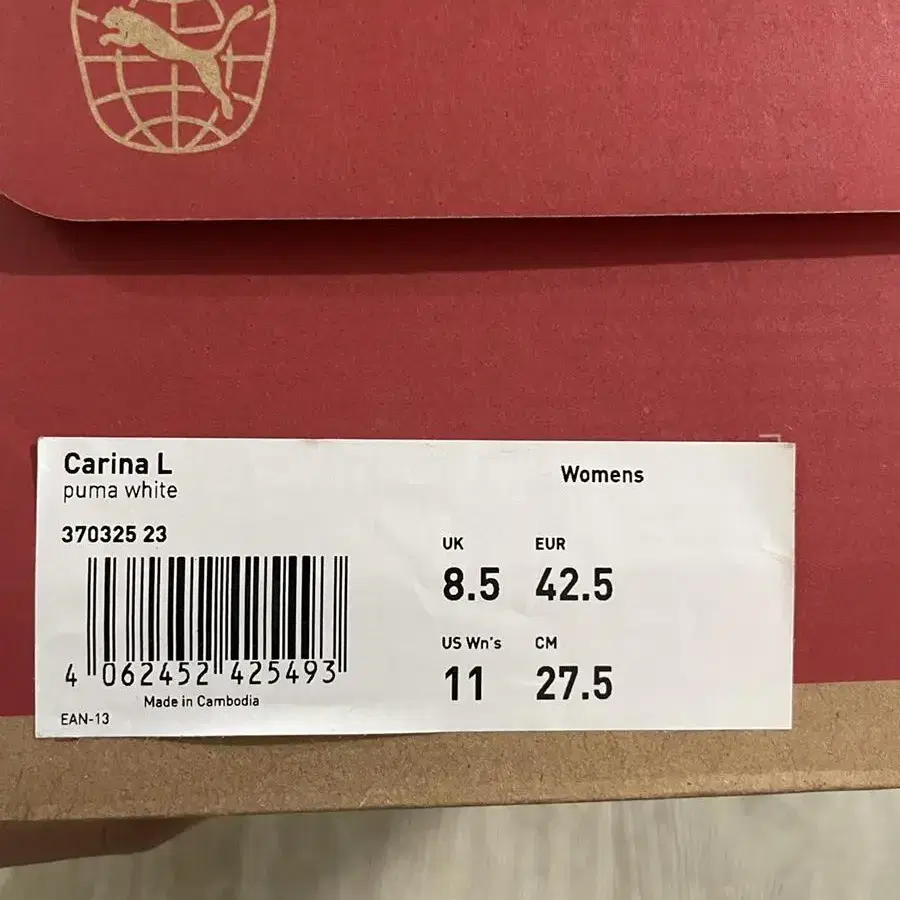 Carina L
puma white
Womens
370325 23
UK EUR
8.5 42.5
US Wn's CM
11 27.5
4 062452 425493
Made in Cambodia
EAN-13